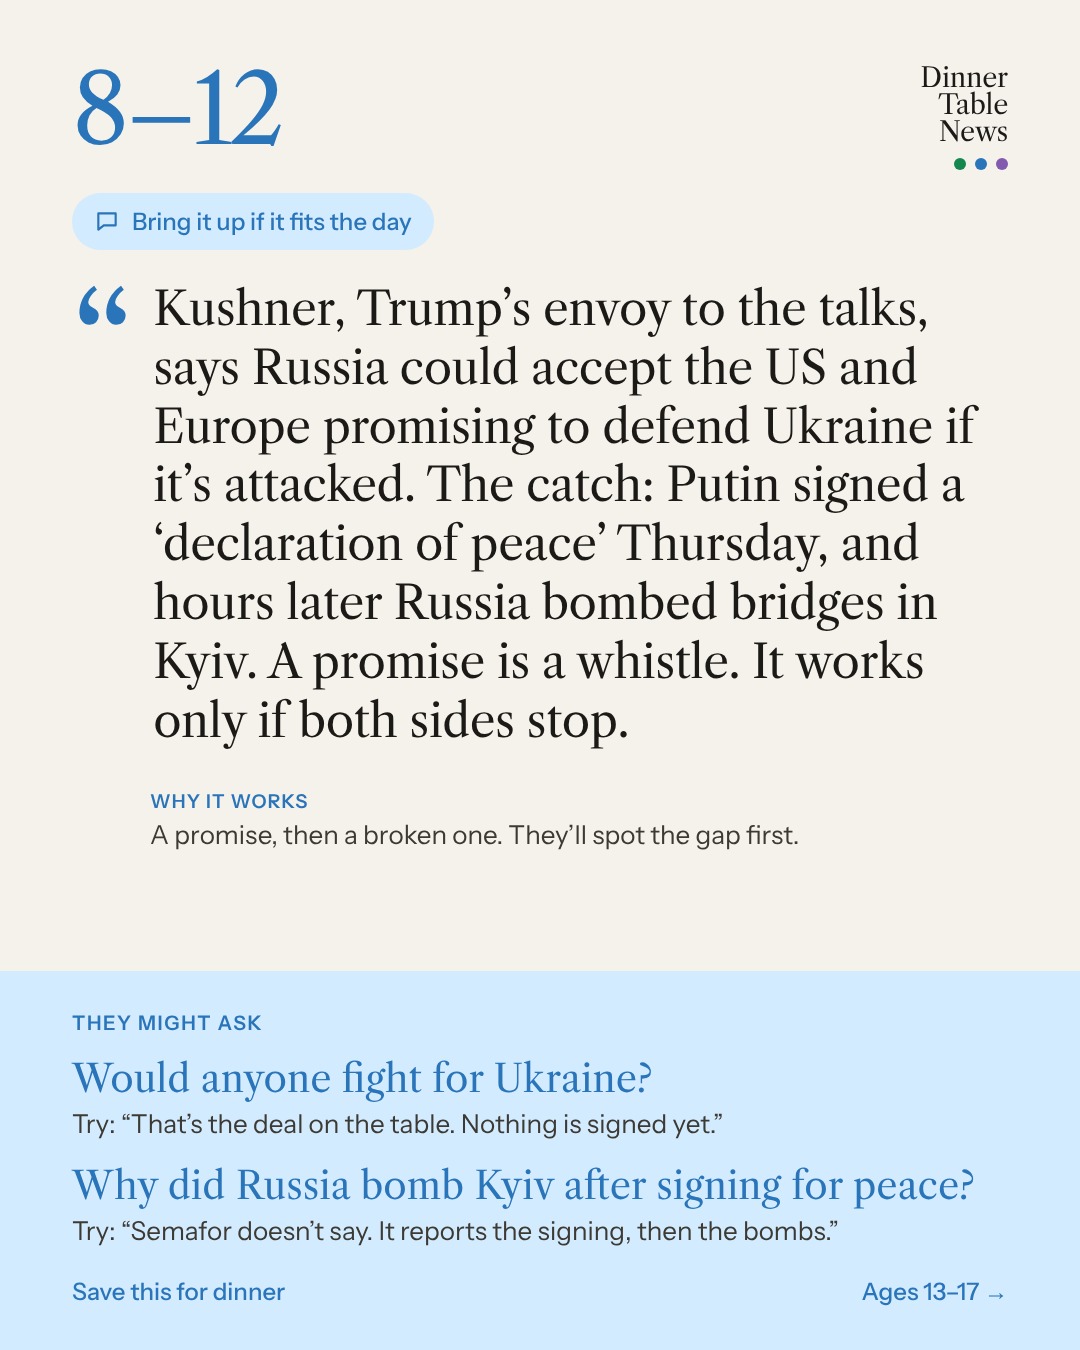 8–12
Dinner
Table
News
Bring it up if it fits the day
“Kushner, Trump’s envoy to the talks,
says Russia could accept the US and
Europe promising to defend Ukraine if
it’s attacked. The catch: Putin signed a
‘declaration of peace’ Thursday, and
hours later Russia bombed bridges in
Kyiv. A promise is a whistle. It works
only if both sides stop.
WHY IT WORKS
A promise, then a broken one. They’ll spot the gap first.
THEY MIGHT ASK
Would anyone fight for Ukraine?
Try: “That’s the deal on the table. Nothing is signed yet.”
Why did Russia bomb Kyiv after signing for peace?
Try: “Semafor doesn’t say. It reports the signing, then the bombs.”
Save this for dinner
Ages 13–17 →